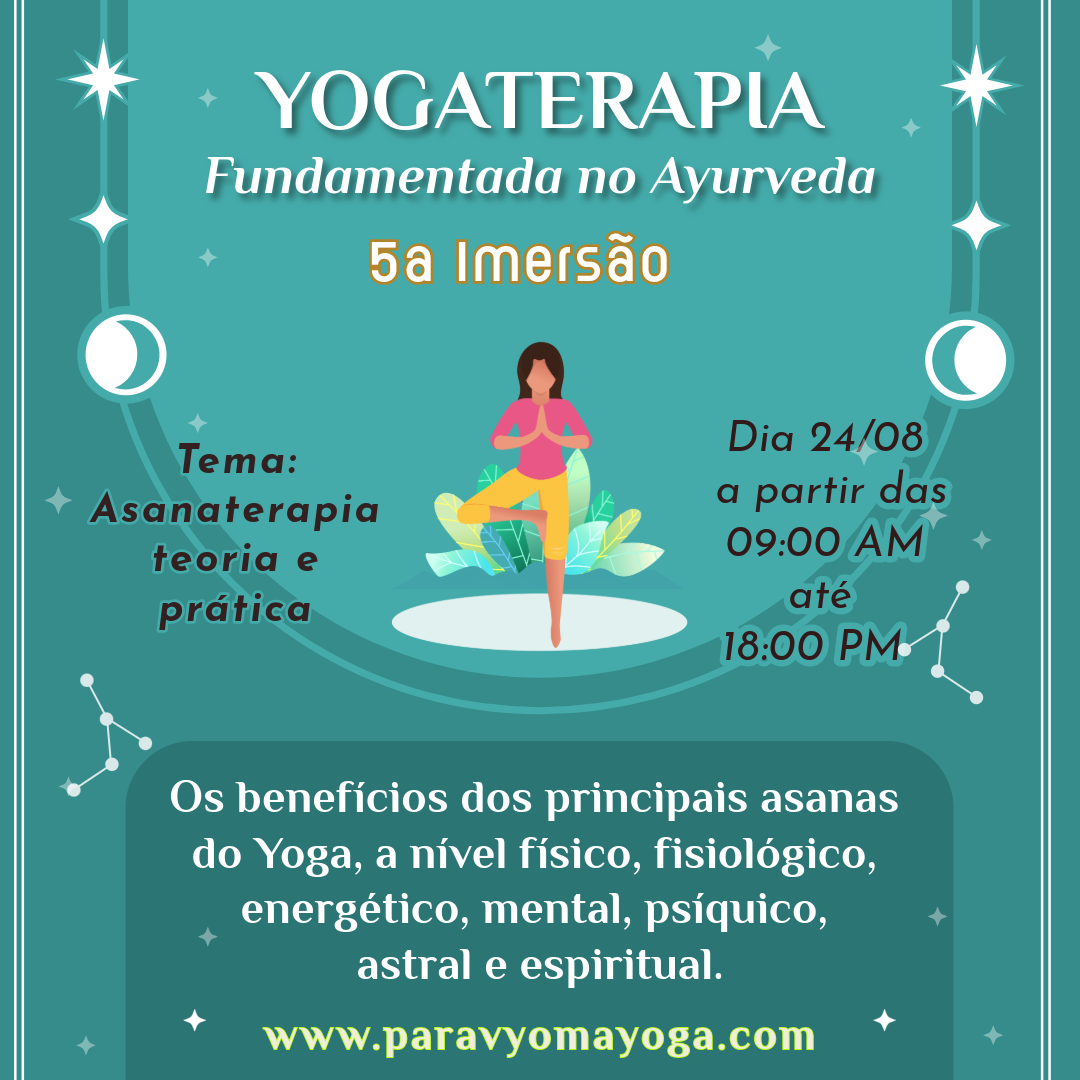 YOGATERAPIA
Fundamentada no Ayurveda
5a Imersão
Tema:
Asanaterapia
teoria e
prática
Dia 24/08
a partir das
09:00 AM
até
18:00 PM
Os benefícios dos principais asanas
do Yoga, a nível físico, fisiológico,
energético, mental, psíquico,
astral e espiritual.
www.paravyomayoga.com